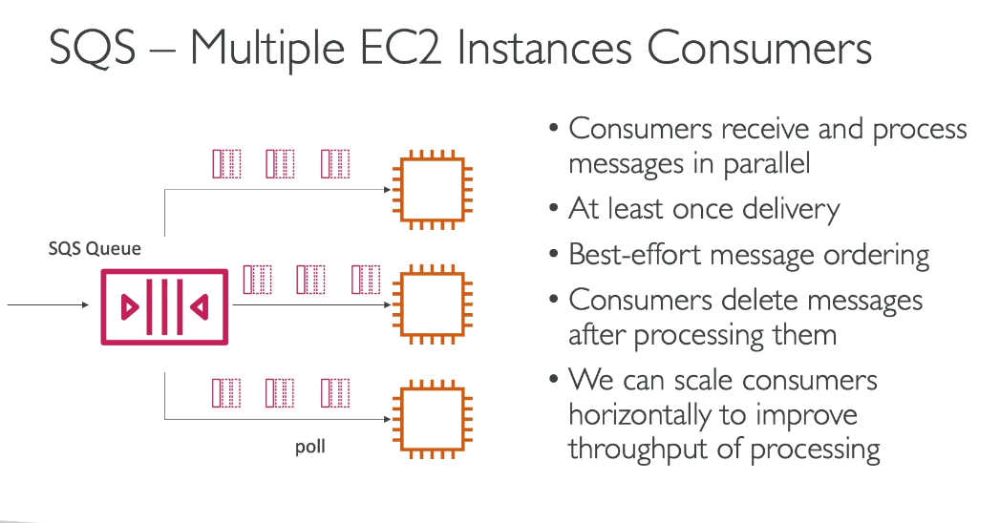 SQS – Multiple EC2 Instances Consumers
SQS Queue
poll
• Consumers receive and process
messages in parallel
• At least once delivery
• Best-effort message ordering
• Consumers delete messages
after processing them
• We can scale consumers
horizontally to improve
throughput of processing